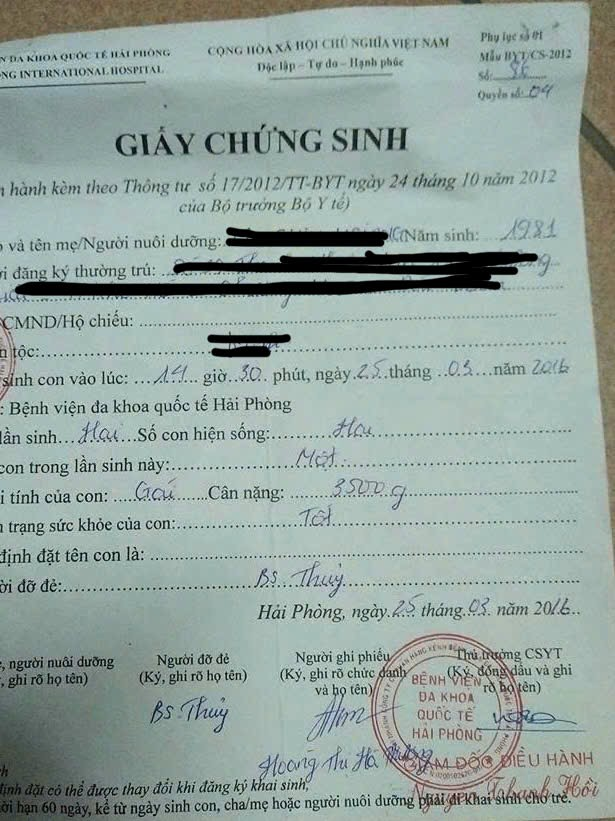 N ĐA KHOA QUỐC TẾ HẢI PHÒNG
NG INTERNATIONAL HOSPITAL
CỘNG HÒA XÃ HỘI CHỦ NGHĨA VIỆT NAM
Độc lập - Tự do - Hạnh phúc
Phụ lục số 01
Mẫu BYT/CS-2012
Số: 86
Quyển số: 04
GIẤY CHỨNG SINH
n hành kèm theo Thông tư số 17/2012/TT-BYT ngày 24 tháng 10 năm 2012
của Bộ trưởng Bộ Y tế)
và tên mẹ/Người nuôi dưỡng: Năm sinh: 1981
i đăng ký thường trú:
CMND/Hộ chiếu:
n tộc:
sinh con vào lúc: 14 giờ 30 phút, ngày 25 tháng 03 năm 2016
: Bệnh viện đa khoa quốc tế Hải Phòng
lần sinh Hai Số con hiện sống: Hai
con trong lần sinh này: Một
i tính của con: Gái Cân nặng: 3500 g
n trạng sức khỏe của con: Tốt
định đặt tên con là:
ời đỡ đẻ: BS. Thuỷ
Hải Phòng, ngày 25 tháng 03 năm 2016
, người nuôi dưỡng
, ghi rõ họ tên)
Người đỡ đẻ
(Ký, ghi rõ họ tên)
Người ghi phiếu
(Ký, ghi rõ chức danh
và họ tên)
Thủ trưởng CSYT
(Ký, đóng dấu và ghi
rõ họ tên)
BS. Thuỷ
BỆNH VIỆN
ĐA KHOA
QUỐC TẾ
HẢI PHÒNG
Hoàng Thị Hà
GIÁM ĐỐC ĐIỀU HÀNH
Nguyễn Thanh Hồi
định đặt có thể được thay đổi khi đăng ký khai sinh,
ời hạn 60 ngày, kể từ ngày sinh con, cha/mẹ hoặc người nuôi dưỡng phải đi khai sinh cho trẻ.